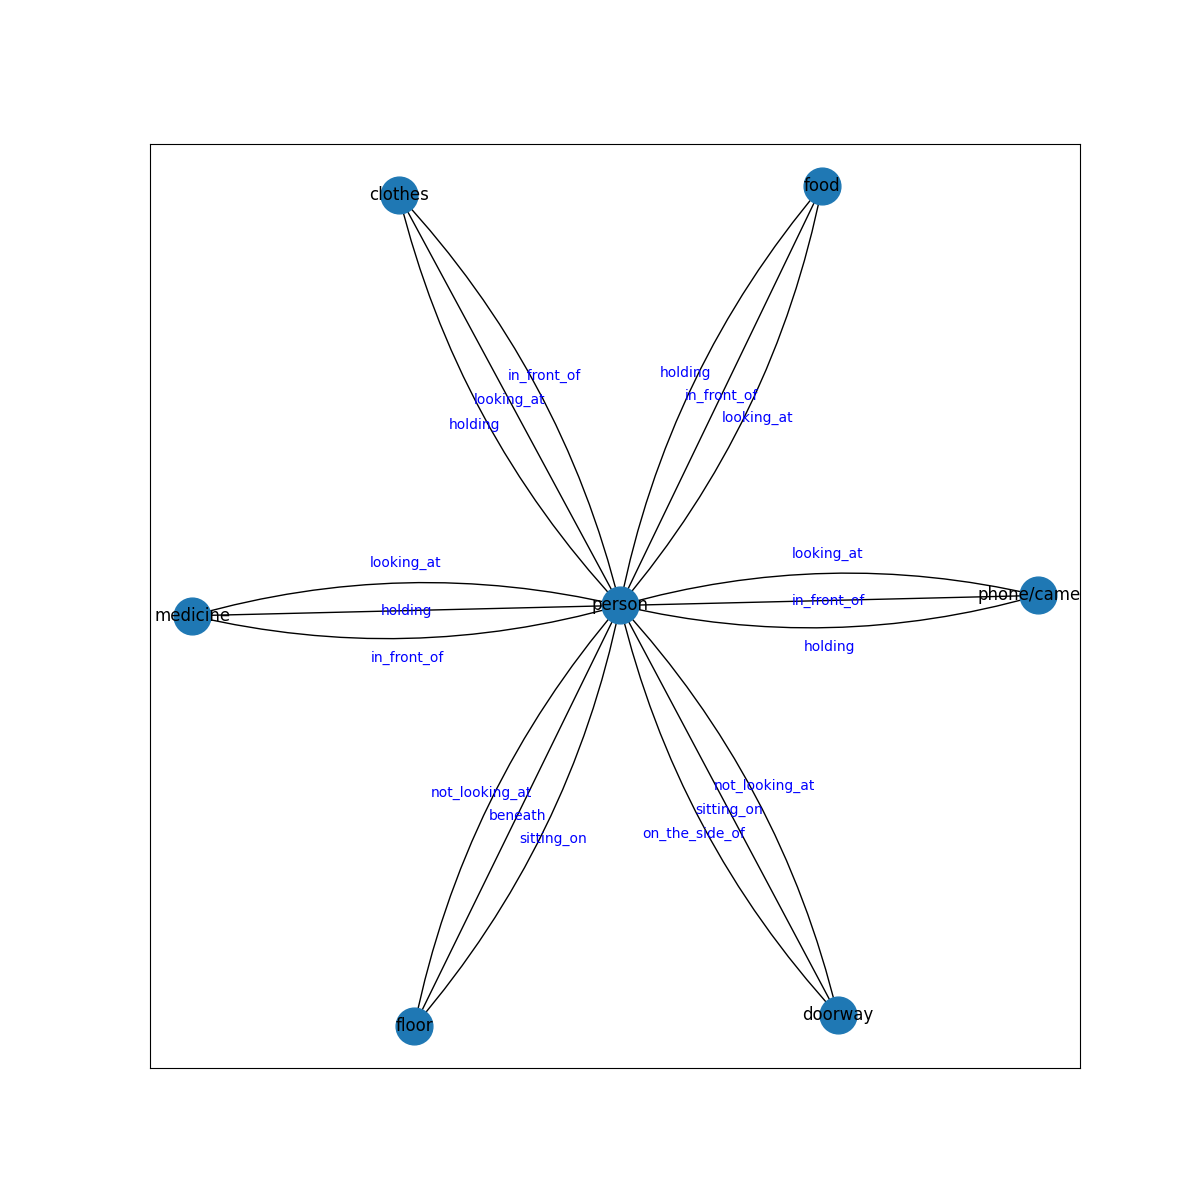 clothes
food
in_front_of
looking_at
holding
holding
in_front_of
looking_at
looking_at
holding
in_front_of
looking_at
in_front_of
holding
medicine
person
phone/came
not_looking_at
beneath
sitting_on
not_looking_at
sitting_on
on_the_side_of
floor
doorway